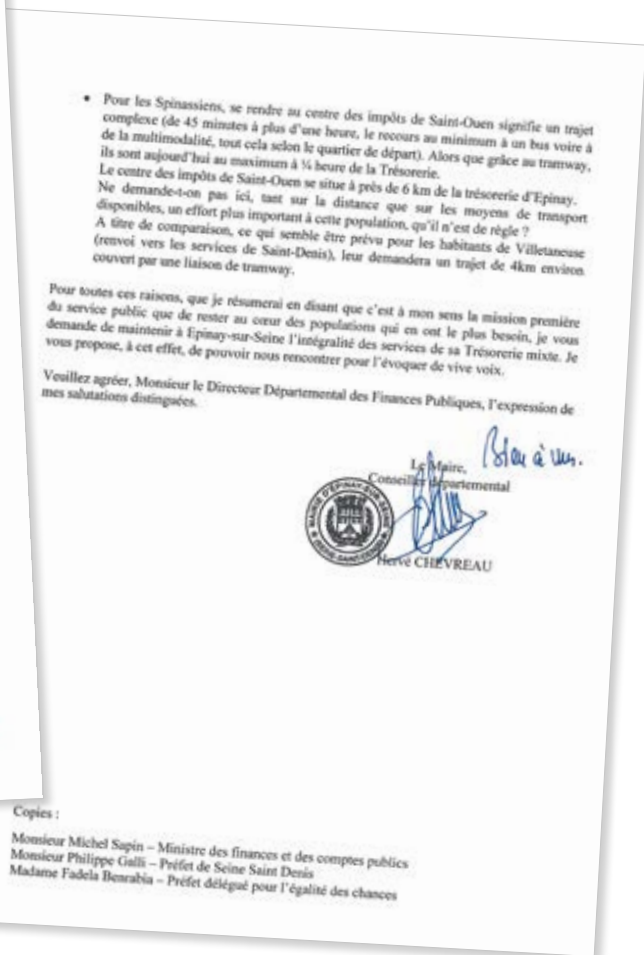 • Pour les Spinassiens, se rendre au centre des impôts de Saint-Ouen signifie un trajet
complexe (de 45 minutes à plus d'une heure, le recours au minimum à un bus voire à
de la multimodalité, tout cela selon le quartier de départ). Alors que grâce au tramway,
ils sont aujourd'hui au maximum à ¼ heure de la Trésorerie.
Le centre des impôts de Saint-Ouen se situe à près de 6 km de la trésorerie d'Epinay.
Ne demande-t-on pas ici, tant sur la distance que sur les moyens de transport
disponibles, un effort plus important à cette population, qu'il n'est de règle ?
A titre de comparaison, ce qui semble être prévu pour les habitants de Villetaneuse
(renvoi vers les services de Saint-Denis), leur demandera un trajet de 4km environ
couvert par une liaison de tramway.
Pour toutes ces raisons, que je résumerai en disant que c'est à mon sens la mission première
du service public que de rester au cœur des populations qui en ont le plus besoin, je vous
demande de maintenir à Epinay-sur-Seine l'intégralité des services de sa Trésorerie mixte. Je
vous propose, à cet effet, de pouvoir nous rencontrer pour l'évoquer de vive voix.
Veuillez agréer, Monsieur le Directeur Départemental des Finances Publiques, l'expression de
mes salutations distinguées.
Bien à vous.
Le Maire,
Conseiller départemental
MAIRIE D'EPINAY-SUR-SEINE
(SEINE-SAINT-DENIS)
Hervé CHEVREAU
Copies :
Monsieur Michel Sapin – Ministre des finances et des comptes publics
Monsieur Philippe Galli – Préfet de Seine Saint Denis
Madame Fadela Benrabia – Préfet délégué pour l'égalité des chances